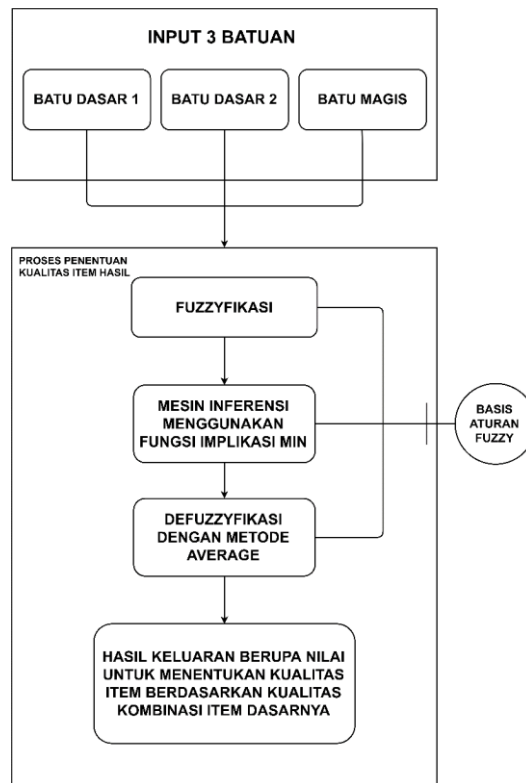 INPUT 3 BATUAN
BATU DASAR 1
BATU DASAR 2
BATU MAGIS
PROSES PENENTUAN
KUALITAS ITEM HASIL
FUZZYFIKASI
MESIN INFERENSI
MENGGUNAKAN
FUNGSI IMPLIKASI MIN
BASIS
ATURAN
FUZZY
DEFUZZYFIKASI
DENGAN METODE
AVERAGE
HASIL KELUARAN BERUPA NILAI
UNTUK MENENTUKAN KUALITAS
ITEM BERDASARKAN KUALITAS
KOMBINASI ITEM DASARNYA